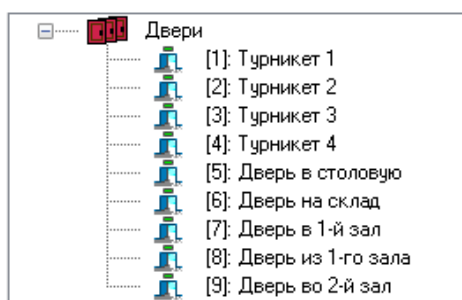 Двери
[1]: Турникет 1
[2]: Турникет 2
[3]: Турникет 3
[4]: Турникет 4
[5]: Дверь в столовую
[6]: Дверь на склад
[7]: Дверь в 1-й зал
[8]: Дверь из 1-го зала
[9]: Дверь во 2-й зал